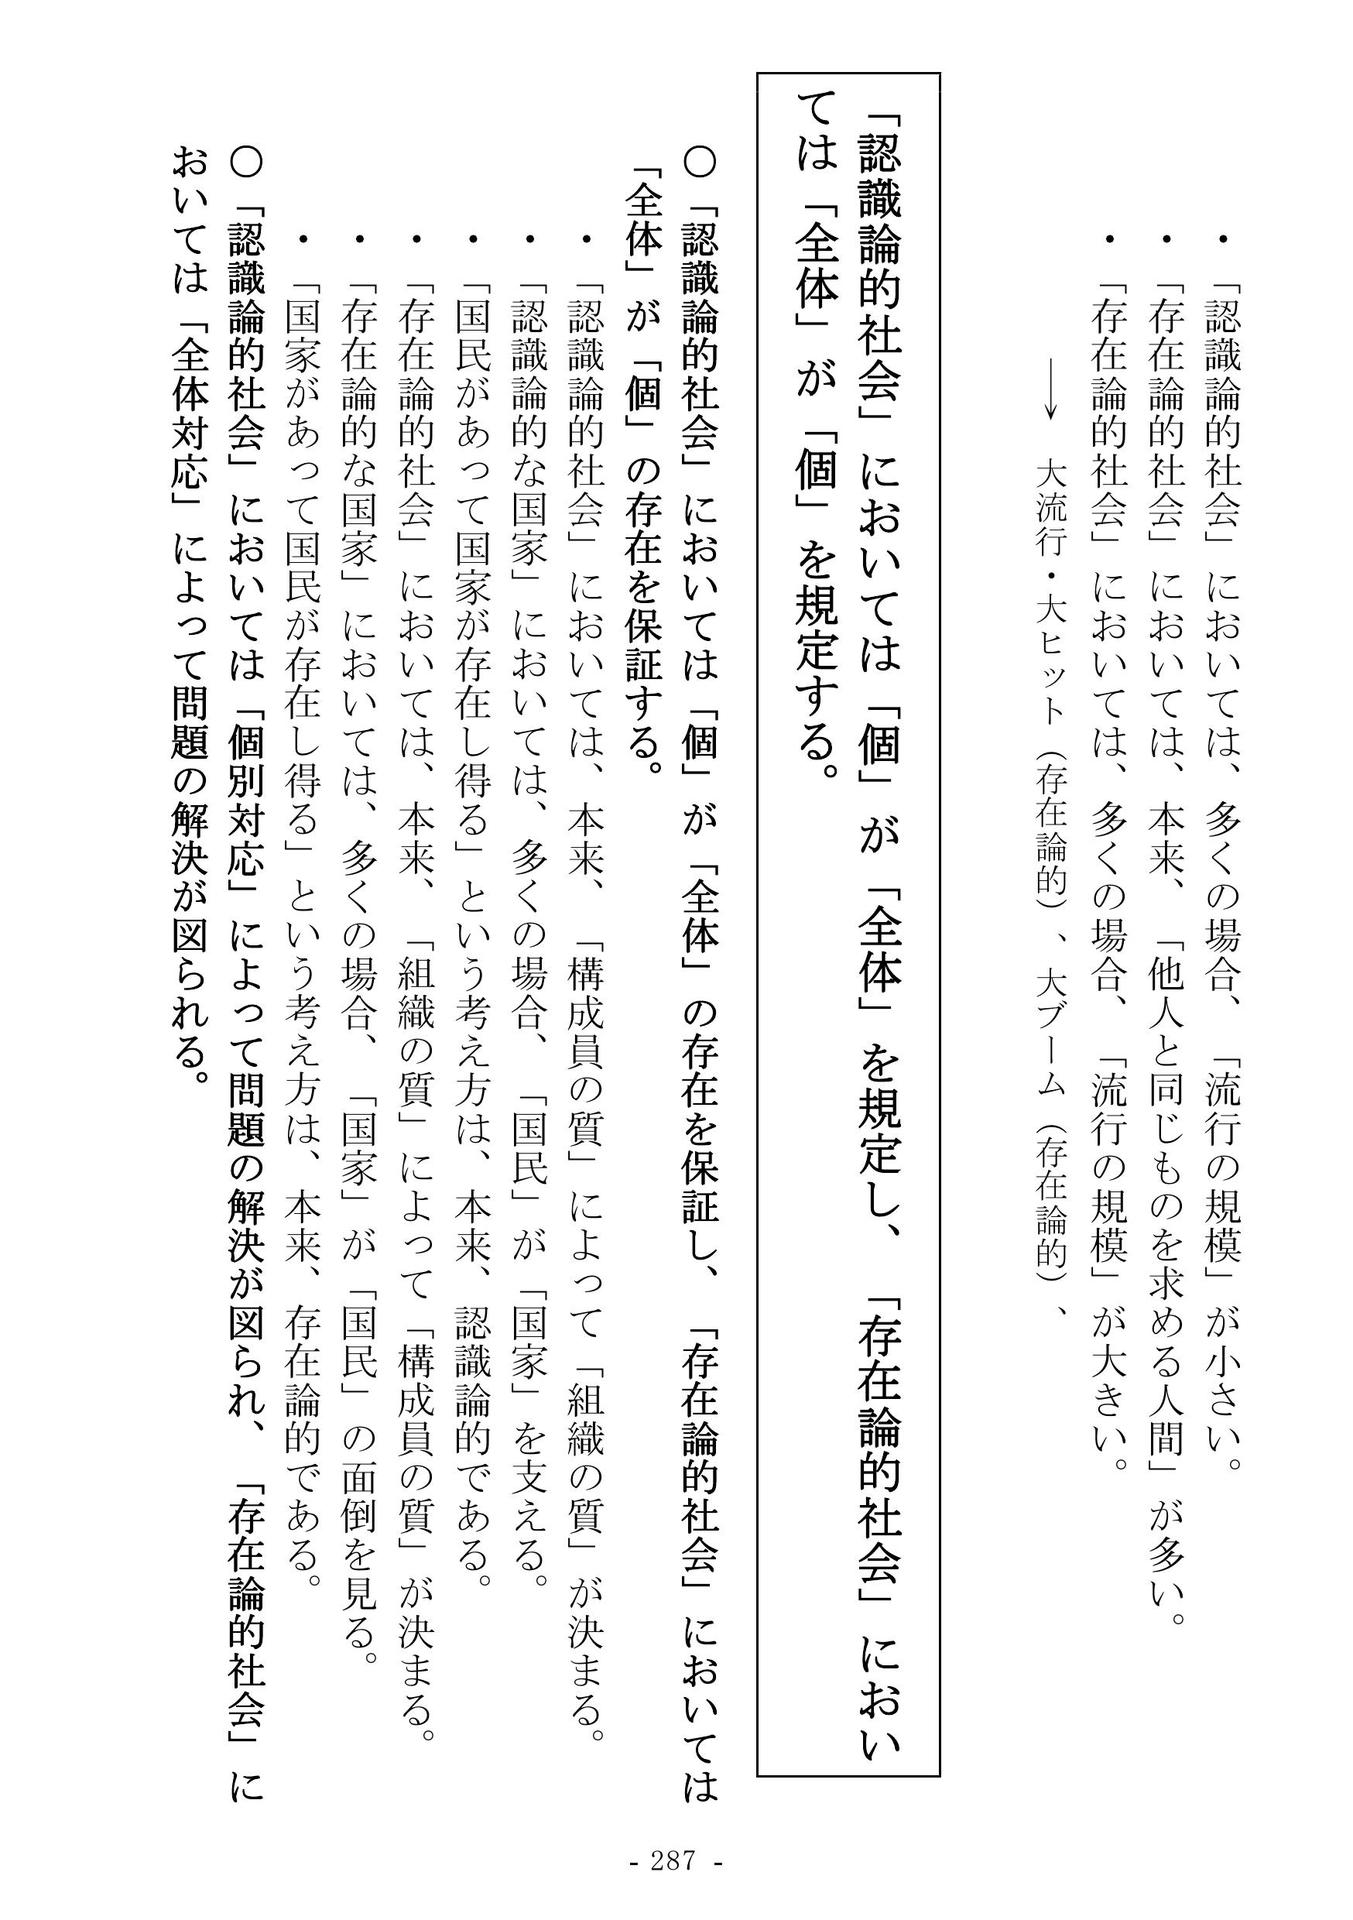 ・「認識論的社会」においては、多くの場合、「流行の規模」が小さい。
・「存在論的社会」においては、本来、「他人と同じものを求める人間」が多い。
・「存在論的社会」においては、多くの場合、「流行の規模」が大きい。
→ 大流行・大ヒット（存在論的）、大ブーム（存在論的）、
「認識論的社会」においては「個」が「全体」を規定し、「存在論的社会」におい
ては「全体」が「個」を規定する。
○「認識論的社会」においては「個」が「全体」の存在を保証し、「存在論的社会」においては
「全体」が「個」の存在を保証する。
・「認識論的社会」においては、本来、「構成員の質」によって「組織の質」が決まる。
・「認識論的な国家」においては、多くの場合、「国民」が「国家」を支える。
・「国民があって国家が存在し得る」という考え方は、本来、認識論的である。
・「存在論的社会」においては、本来、「組織の質」によって「構成員の質」が決まる。
・「存在論的な国家」においては、多くの場合、「国家」が「国民」の面倒を見る。
・「国家があって国民が存在し得る」という考え方は、本来、存在論的である。
○「認識論的社会」においては「個別対応」によって問題の解決が図られ、「存在論的社会」に
おいては「全体対応」によって問題の解決が図られる。
- 287 -